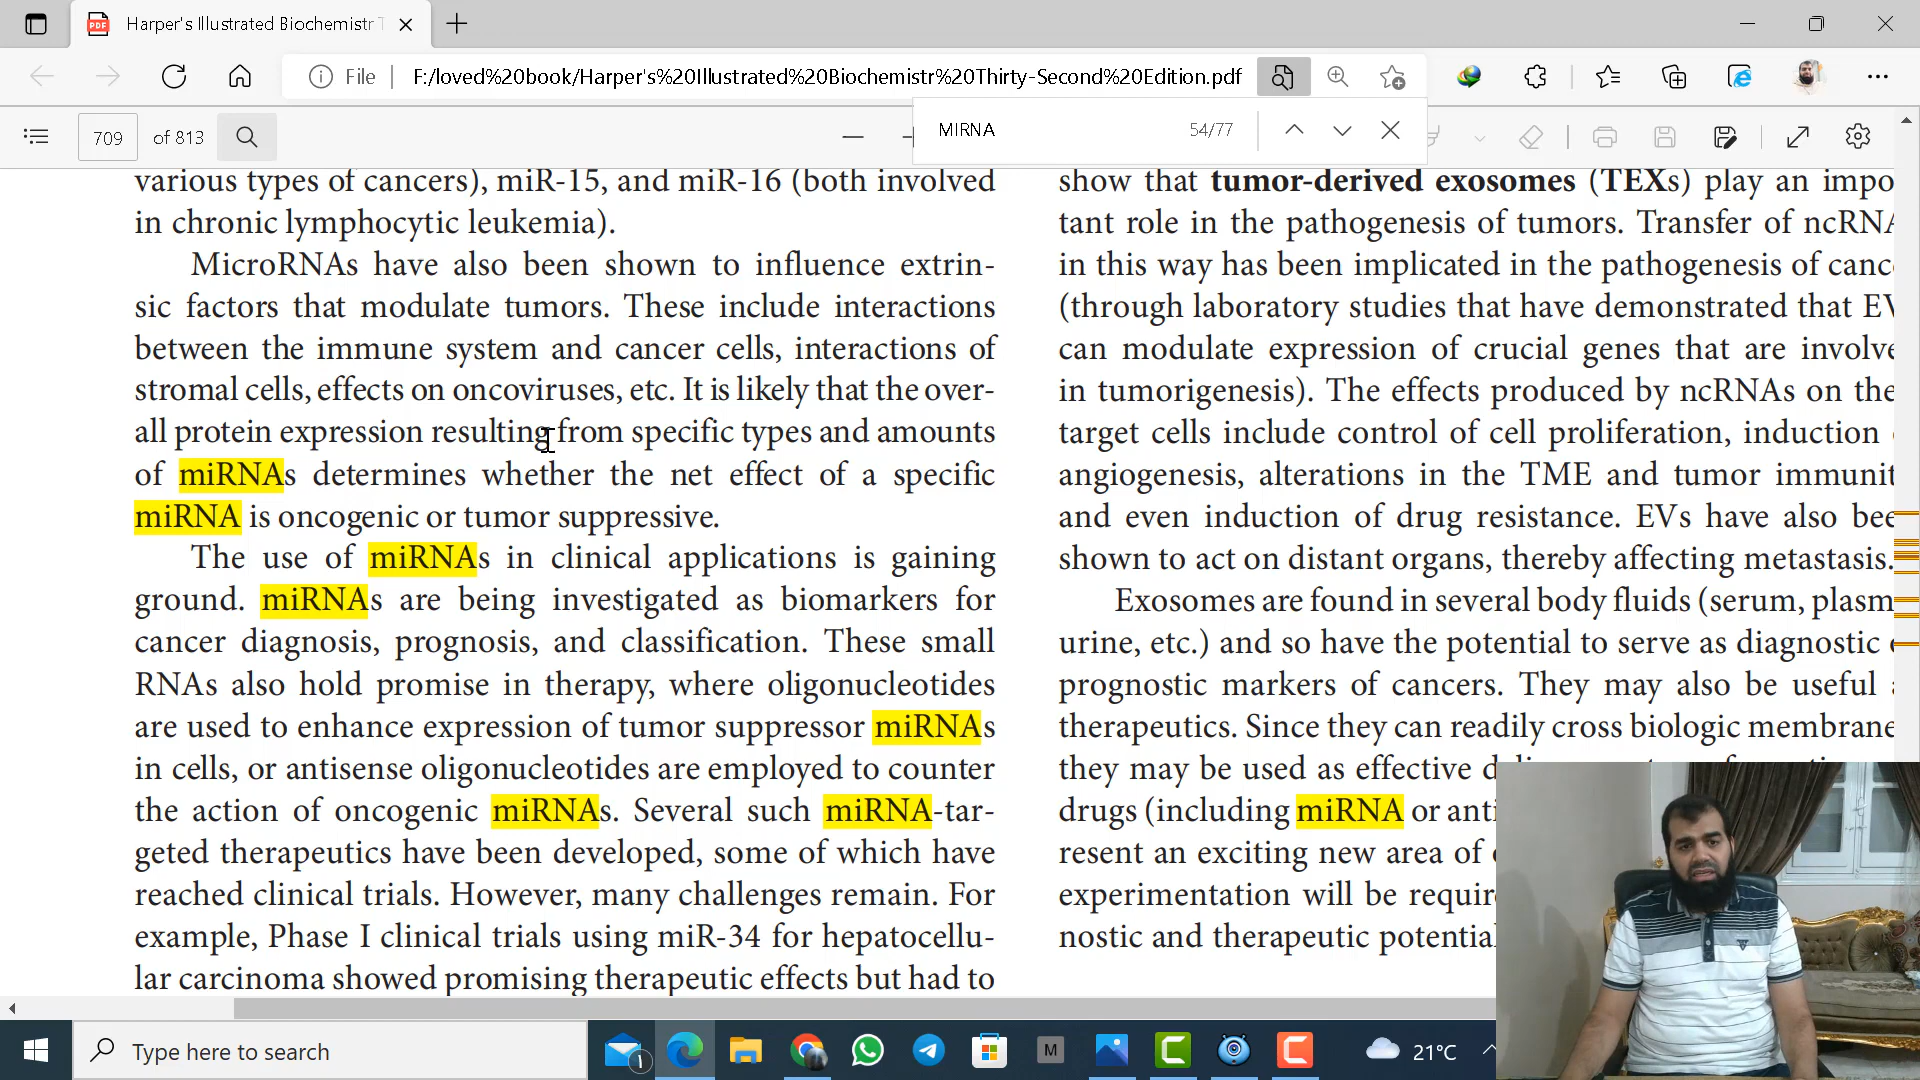 Harper's Illustrated Biochemistr
File
F:/loved%20book/Harper's%20Illustrated%20Biochemistr%20Thirty-Second%20Edition.pdf
MIRNA
54/77
709
of 813
various types of cancers), miR-15, and miR-16 (both involved
in chronic lymphocytic leukemia).
MicroRNAs have also been shown to influence extrin-
sic factors that modulate tumors. These include interactions
between the immune system and cancer cells, interactions of
stromal cells, effects on oncoviruses, etc. It is likely that the over-
all protein expression resulting from specific types and amounts
of miRNAs determines whether the net effect of a specific
miRNA is oncogenic or tumor suppressive.
The use of miRNAs in clinical applications is gaining
ground. miRNAs are being investigated as biomarkers for
cancer diagnosis, prognosis, and classification. These small
RNAs also hold promise in therapy, where oligonucleotides
are used to enhance expression of tumor suppressor miRNAs
in cells, or antisense oligonucleotides are employed to counter
the action of oncogenic miRNAs. Several such miRNA-tar-
geted therapeutics have been developed, some of which have
reached clinical trials. However, many challenges remain. For
example, Phase I clinical trials using miR-34 for hepatocellu-
lar carcinoma showed promising therapeutic effects but had to
show that tumor-derived exosomes (TEXs) play an impo
tant role in the pathogenesis of tumors. Transfer of ncRNA
in this way has been implicated in the pathogenesis of canc
(through laboratory studies that have demonstrated that EV
can modulate expression of crucial genes that are involve
in tumorigenesis). The effects produced by ncRNAs on the
target cells include control of cell proliferation, induction
angiogenesis, alterations in the TME and tumor immunit
and even induction of drug resistance. EVs have also bee
shown to act on distant organs, thereby affecting metastasis.
Exosomes are found in several body fluids (serum, plasm
urine, etc.) and so have the potential to serve as diagnostic
prognostic markers of cancers. They may also be useful
therapeutics. Since they can readily cross biologic membrane
they may be used as effective
drugs (including miRNA or anti
resent an exciting new area of
experimentation will be requir
nostic and therapeutic potential
Type here to search
1
M
21°C